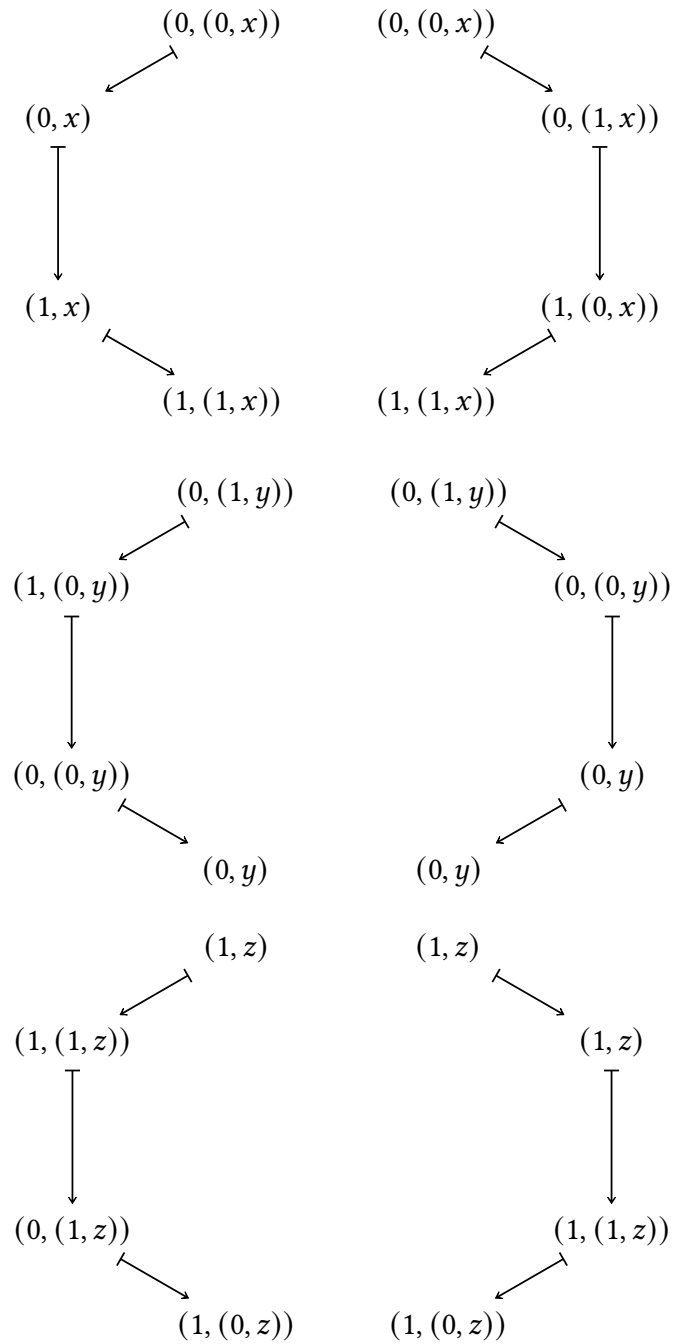 (0, (0, x)) (0, (0, x))
(0, x) (0, (1, x))
(1, x) (1, (0, x))
(1, (1, x)) (1, (1, x))
(0, (1, y)) (0, (1, y))
(1, (0, y)) (0, (0, y))
(0, (0, y)) (0, y)
(0, y) (0, y)
(1, z) (1, z)
(1, (1, z)) (1, z)
(0, (1, z)) (1, (1, z))
(1, (0, z)) (1, (0, z))